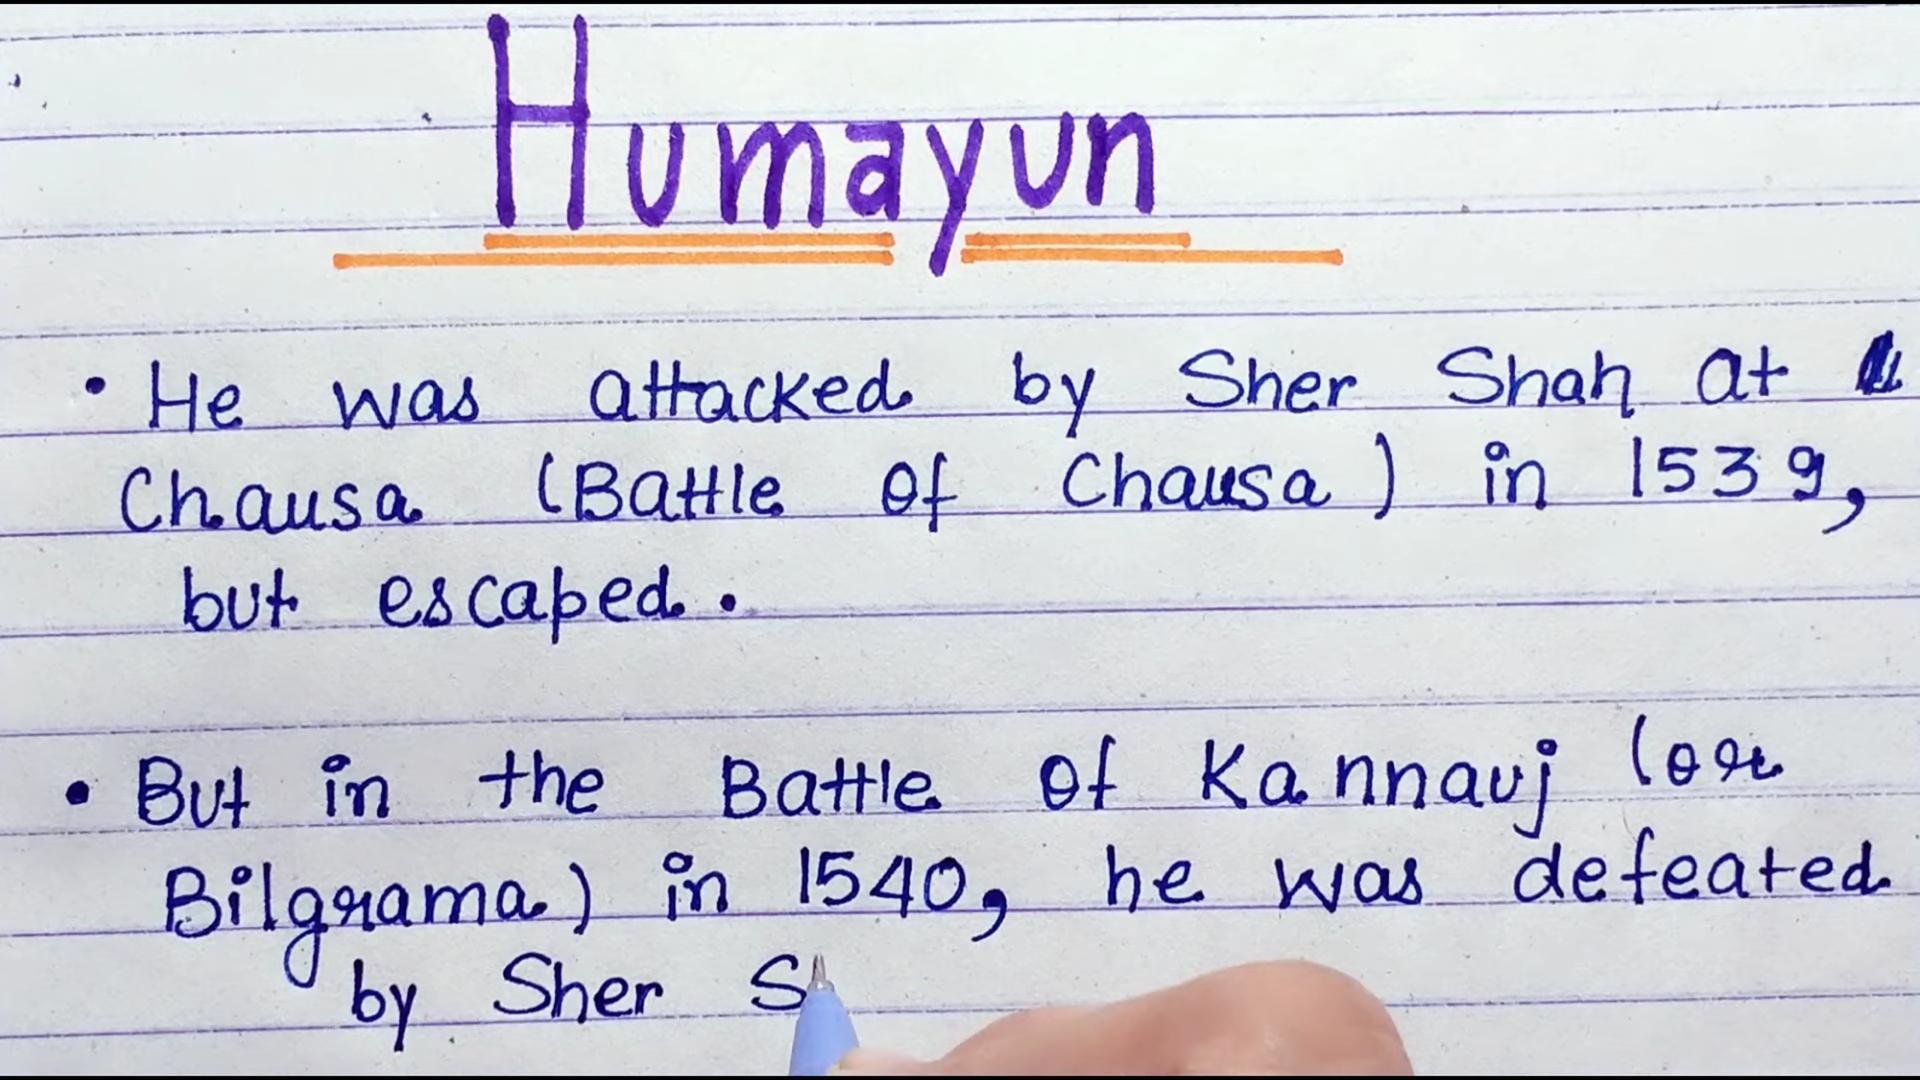 Humayun
• He was attacked by Sher Shah at
Chausa (Battle of Chausa) in 1539,
but escaped.
• But in the Battle of Kannauj (or
Bilgrama) in 1540, he was defeated
by Sher S